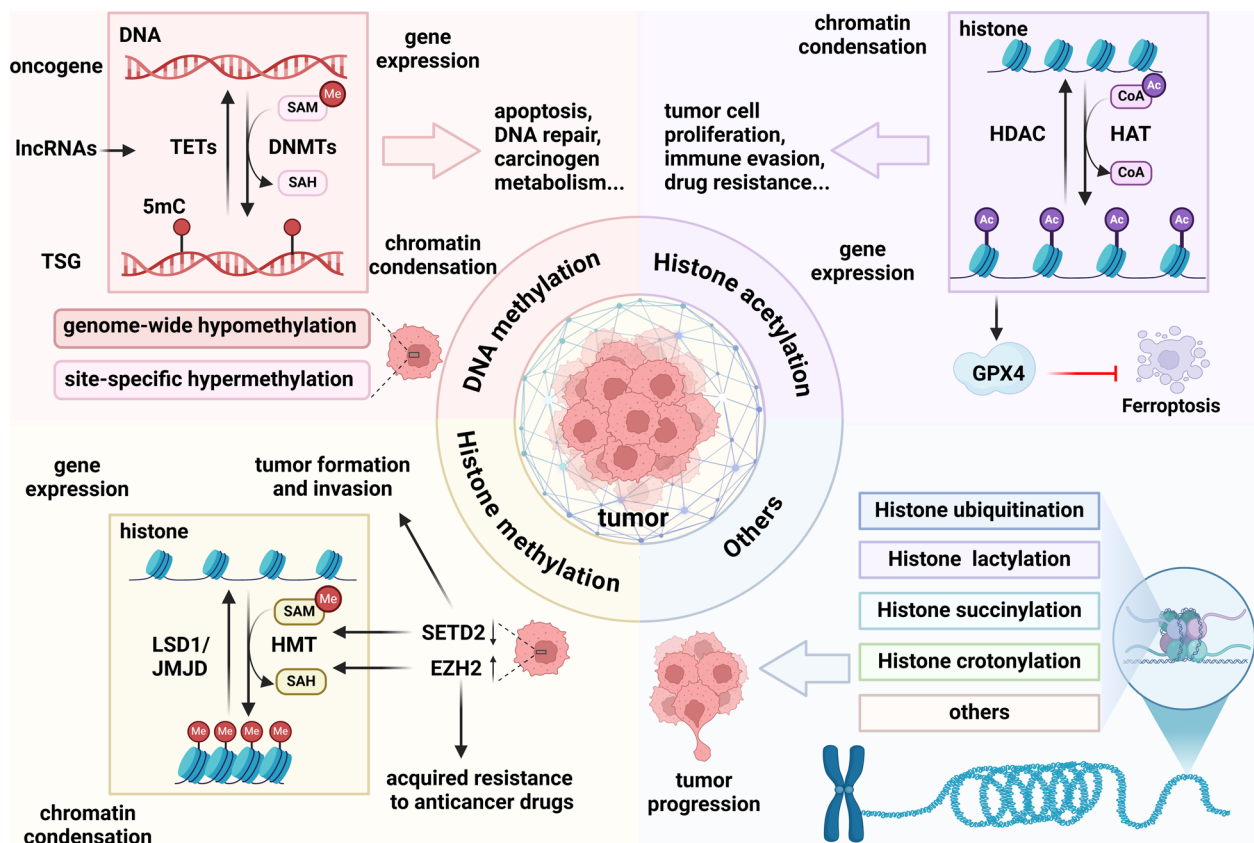 DNA
oncogene
gene
expression
SAM
Me
lncRNAs
TETs
DNMTs
SAH
5mC
TSG
chromatin
condensation
apoptosis,
DNA repair,
carcinogen
metabolism...
genome-wide hypomethylation
site-specific hypermethylation
chromatin
condensation
histone
CoA
Ac
HDAC
HAT
CoA
Ac
Ac
Ac
Ac
tumor cell
proliferation,
immune evasion,
drug resistance...
gene
expression
GPX4
Ferroptosis
DNA methylation
Histone acetylation
Histone methylation
Others
tumor
gene
expression
tumor formation
and invasion
histone
SAM
Me
LSD1/
JMJD
HMT
SAH
SETD2
EZH2
Me
Me
Me
Me
chromatin
condensation
acquired resistance
to anticancer drugs
Histone ubiquitination
Histone lactylation
Histone succinylation
Histone crotonylation
others
tumor
progression